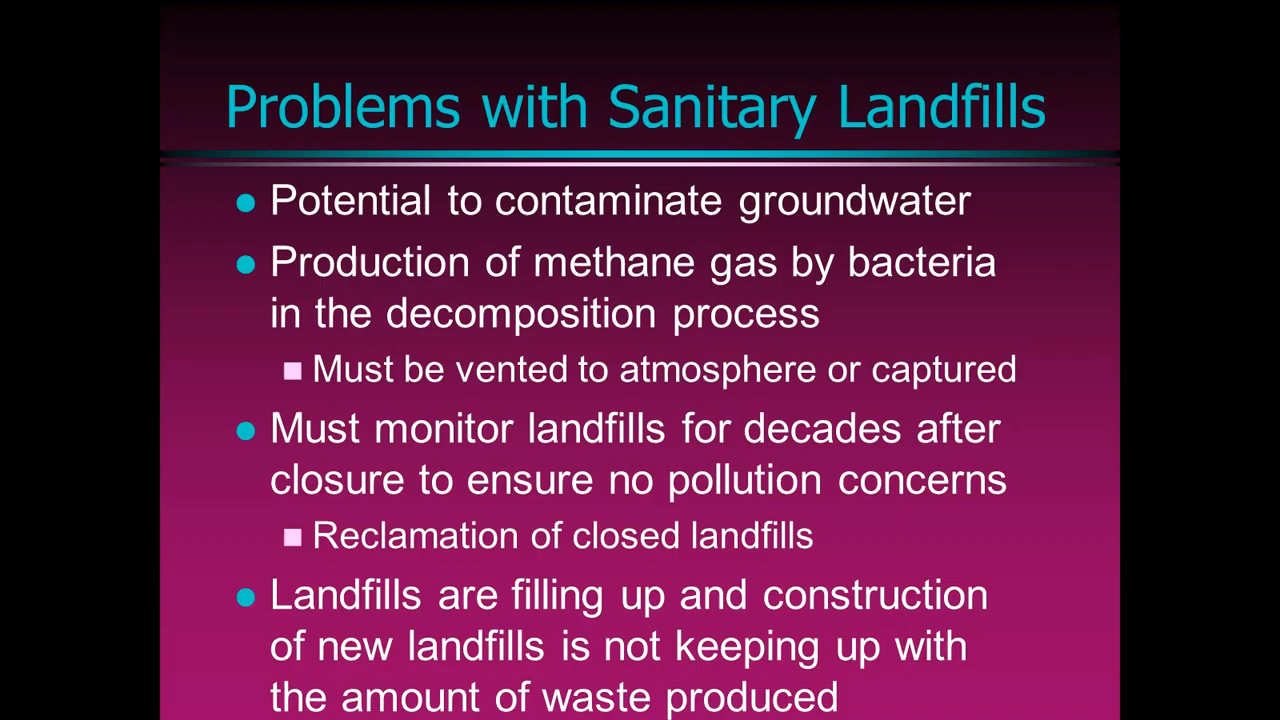 Problems with Sanitary Landfills
Potential to contaminate groundwater
Production of methane gas by bacteria
in the decomposition process
Must be vented to atmosphere or captured
Must monitor landfills for decades after
closure to ensure no pollution concerns
Reclamation of closed landfills
Landfills are filling up and construction
of new landfills is not keeping up with
the amount of waste produced